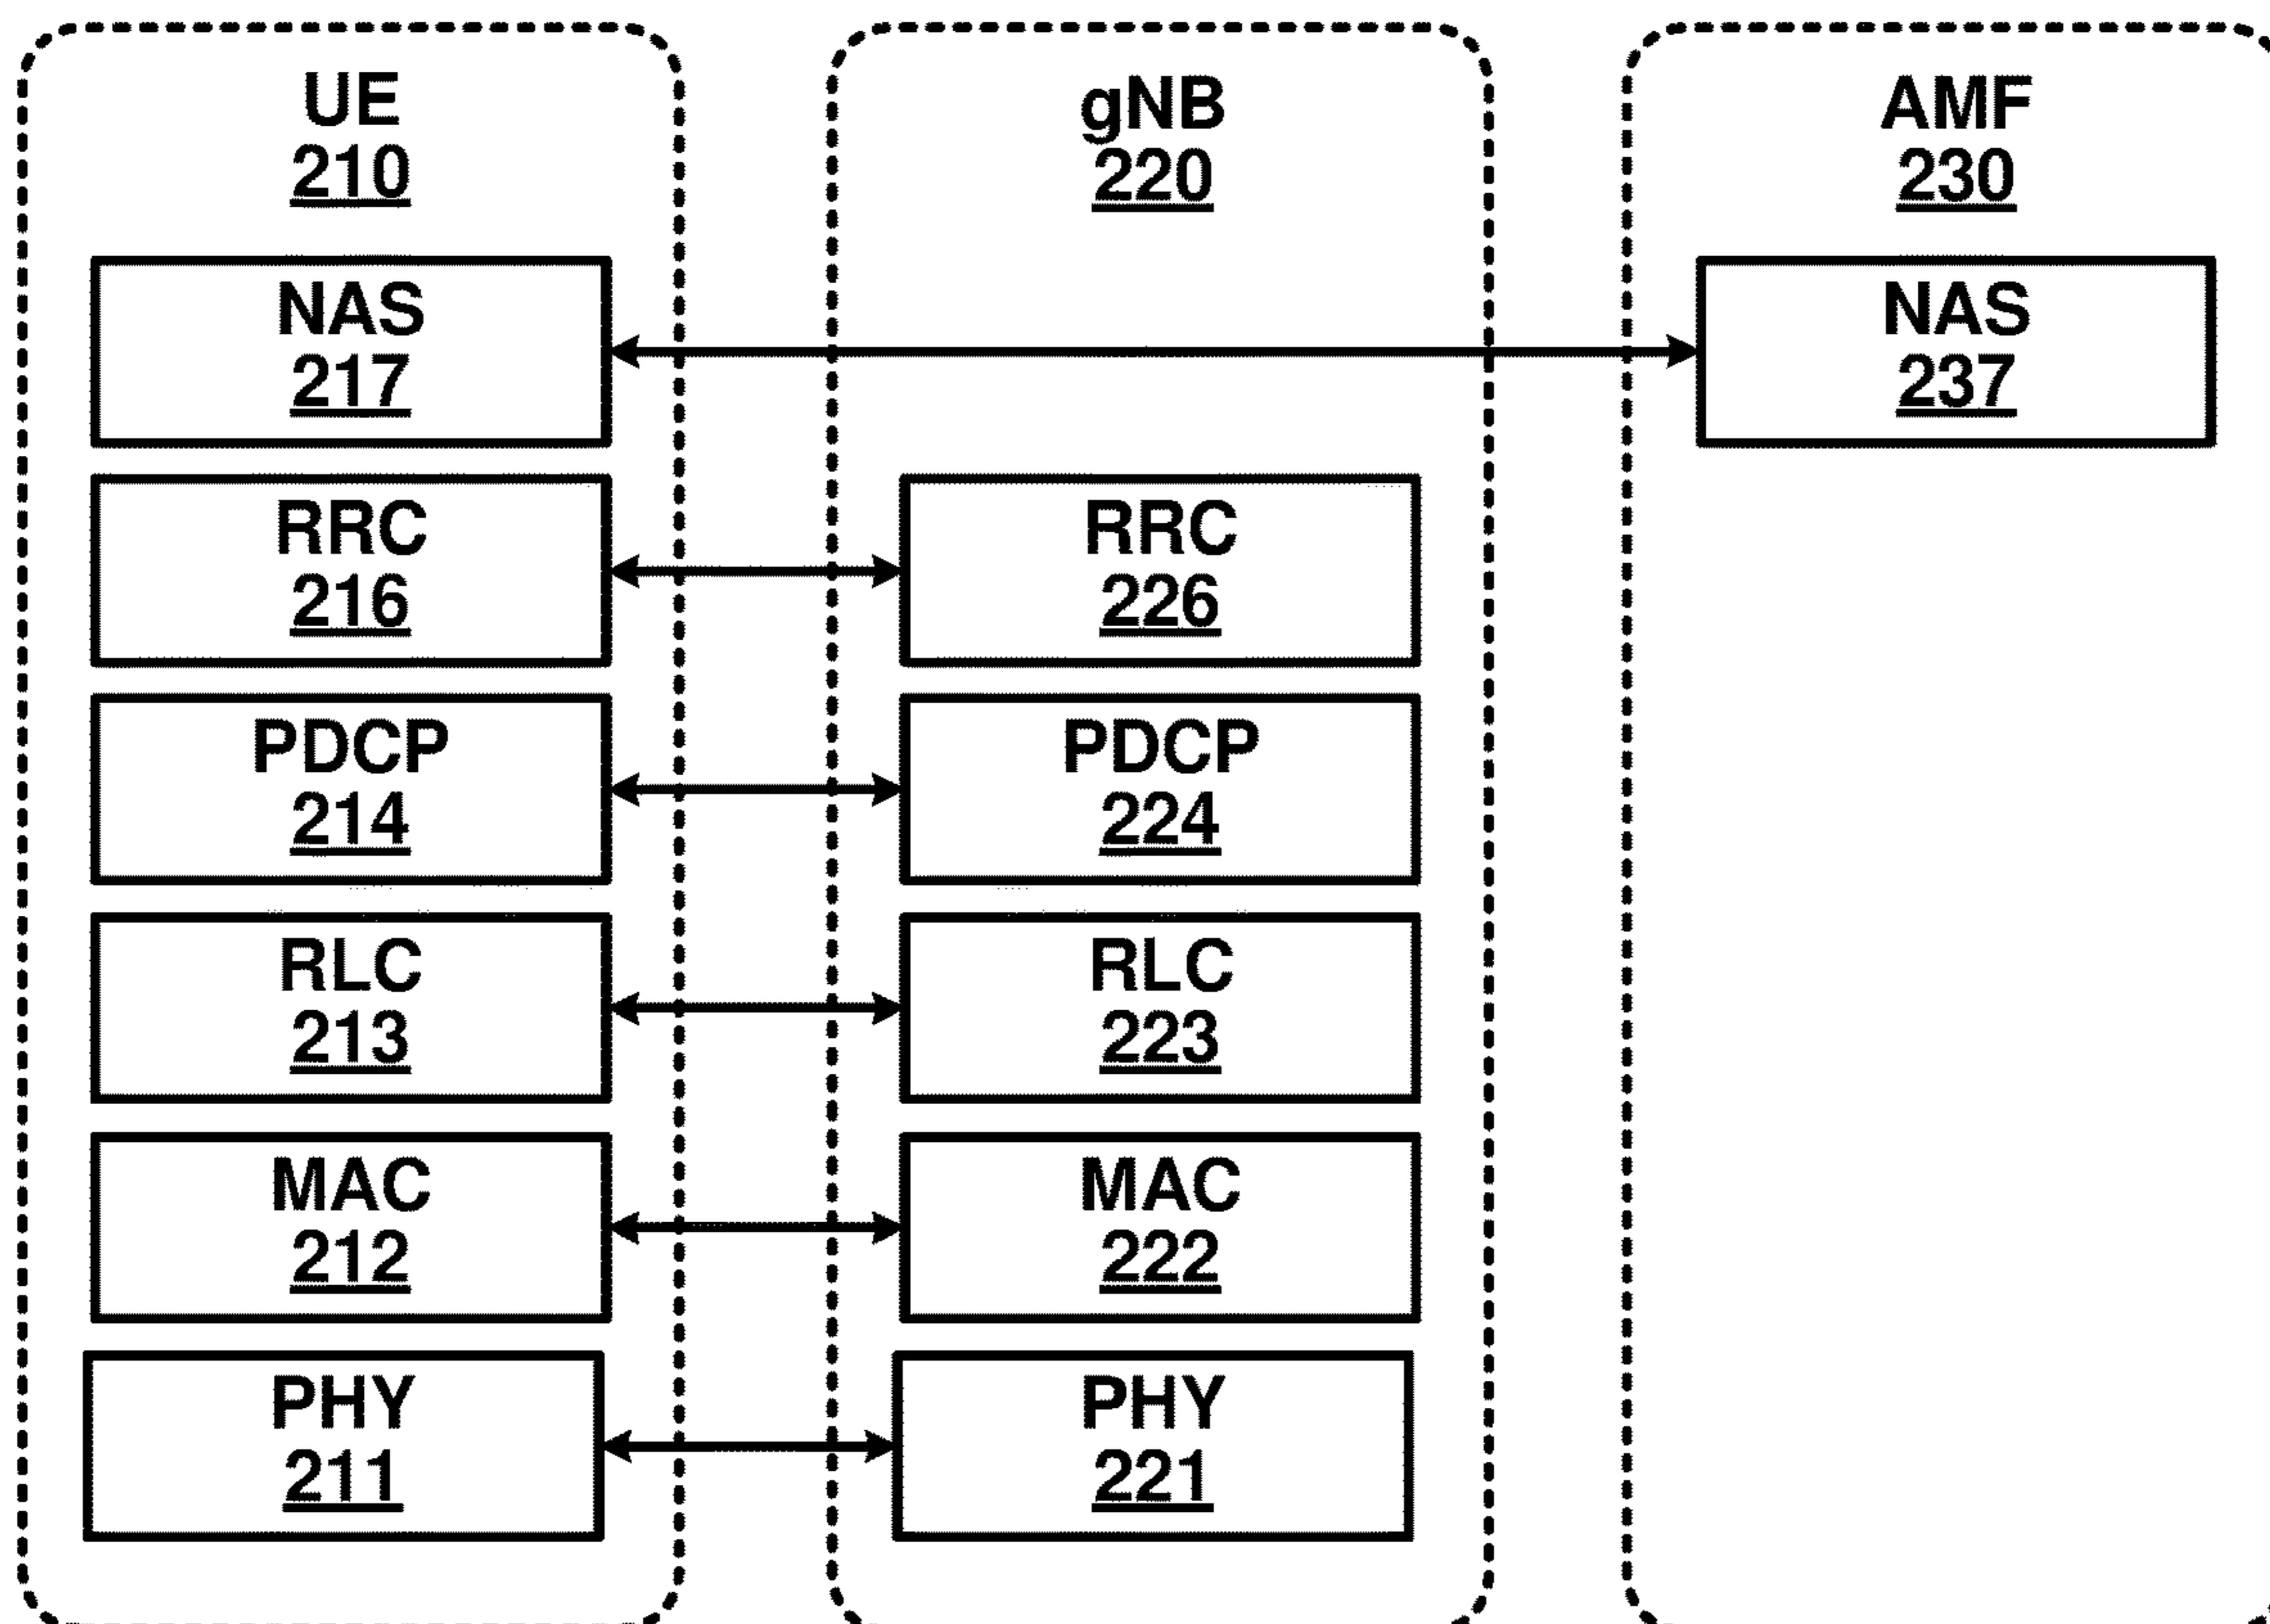 UE
210
gNB
220
AMF
230
NAS
217
NAS
237
RRC
216
RRC
226
PDCP
214
PDCP
224
RLC
213
RLC
223
MAC
212
MAC
222
PHY
211
PHY
221